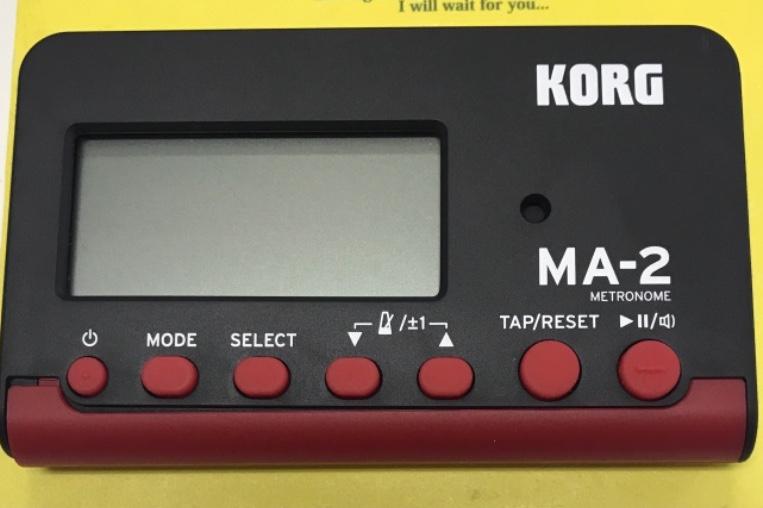 I will wait for you...
KORG
MA-2
METRONOME
MODE SELECT /±1 TAP/RESET